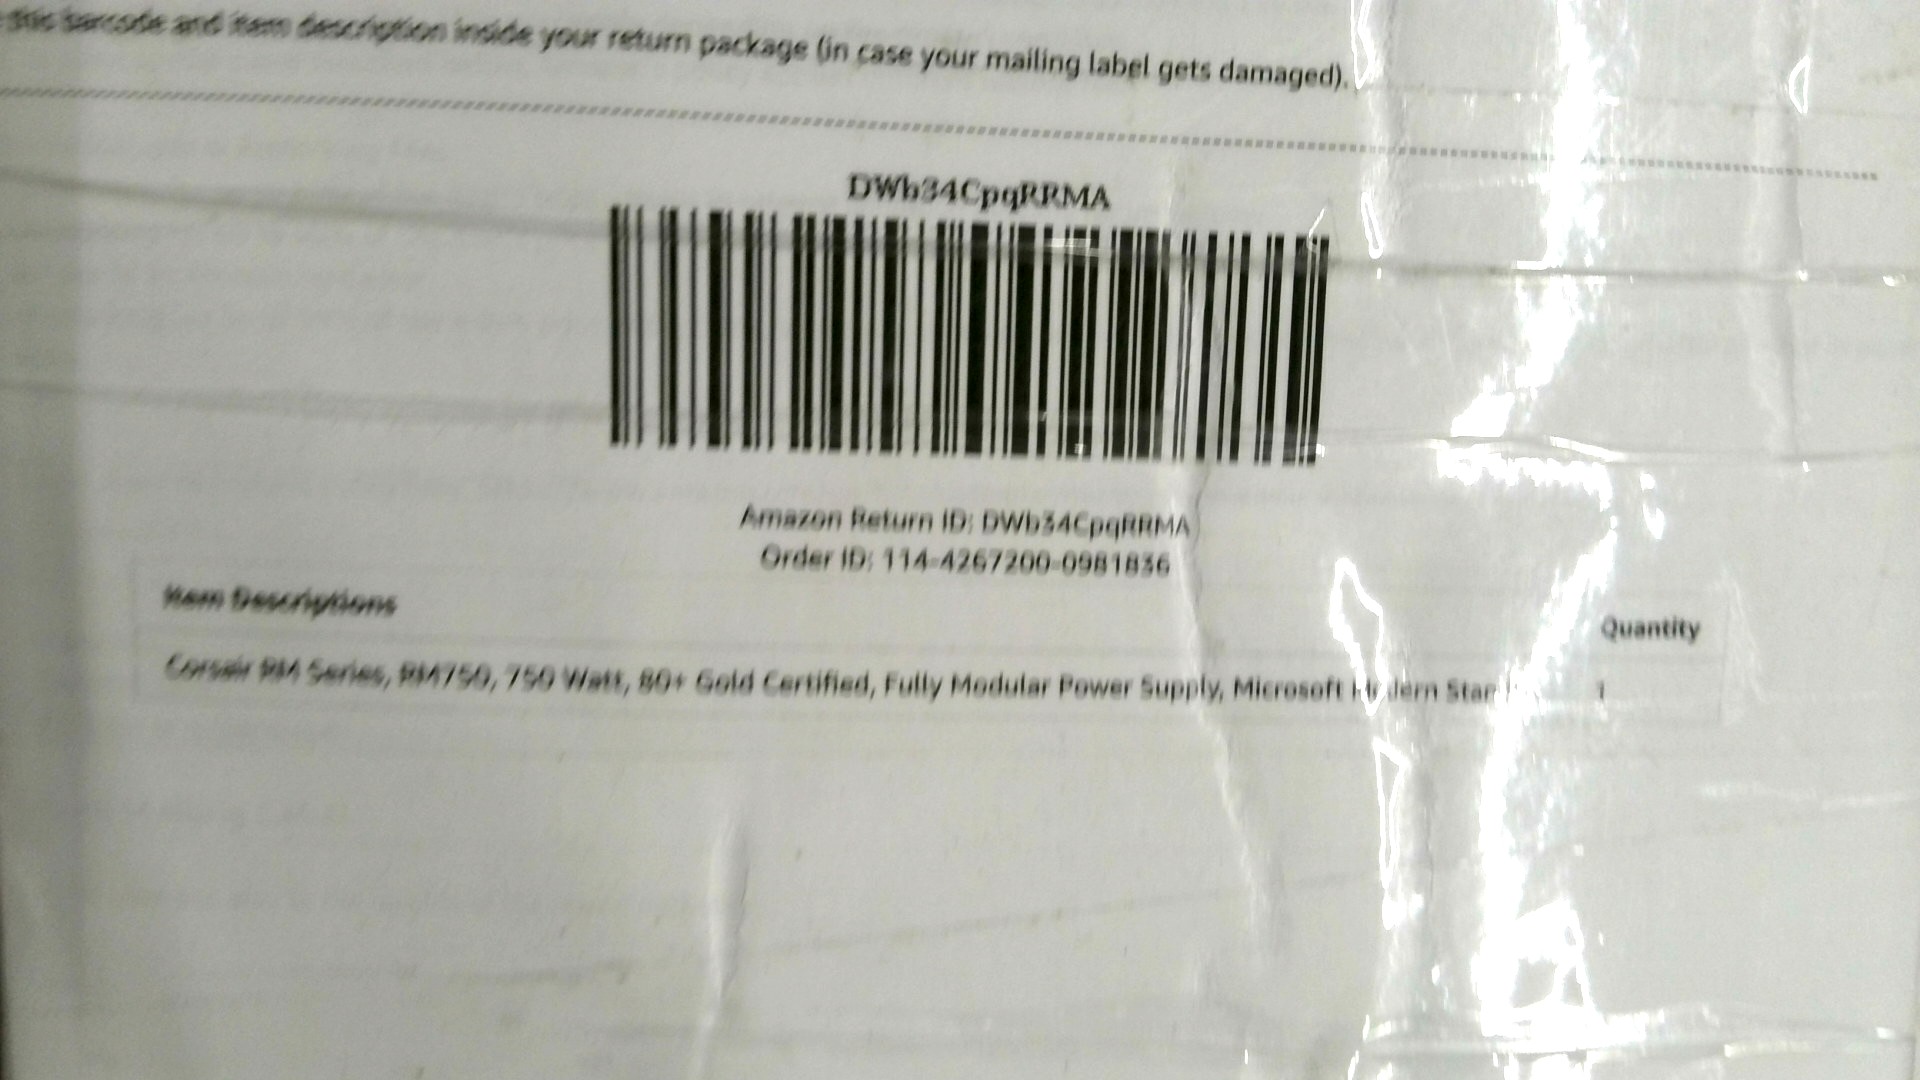 this barcode and item description inside your return package (in case your mailing label gets damaged).
DWb34CpqRRMA
Amazon Return ID: DWb34CpqRRMA
Order ID: 114-4267200-0981836
Item Descriptions
Quantity
Corsair RM Series, RM750, 750 Watt, 80+ Gold Certified, Fully Modular Power Supply, Microsoft Modern 1